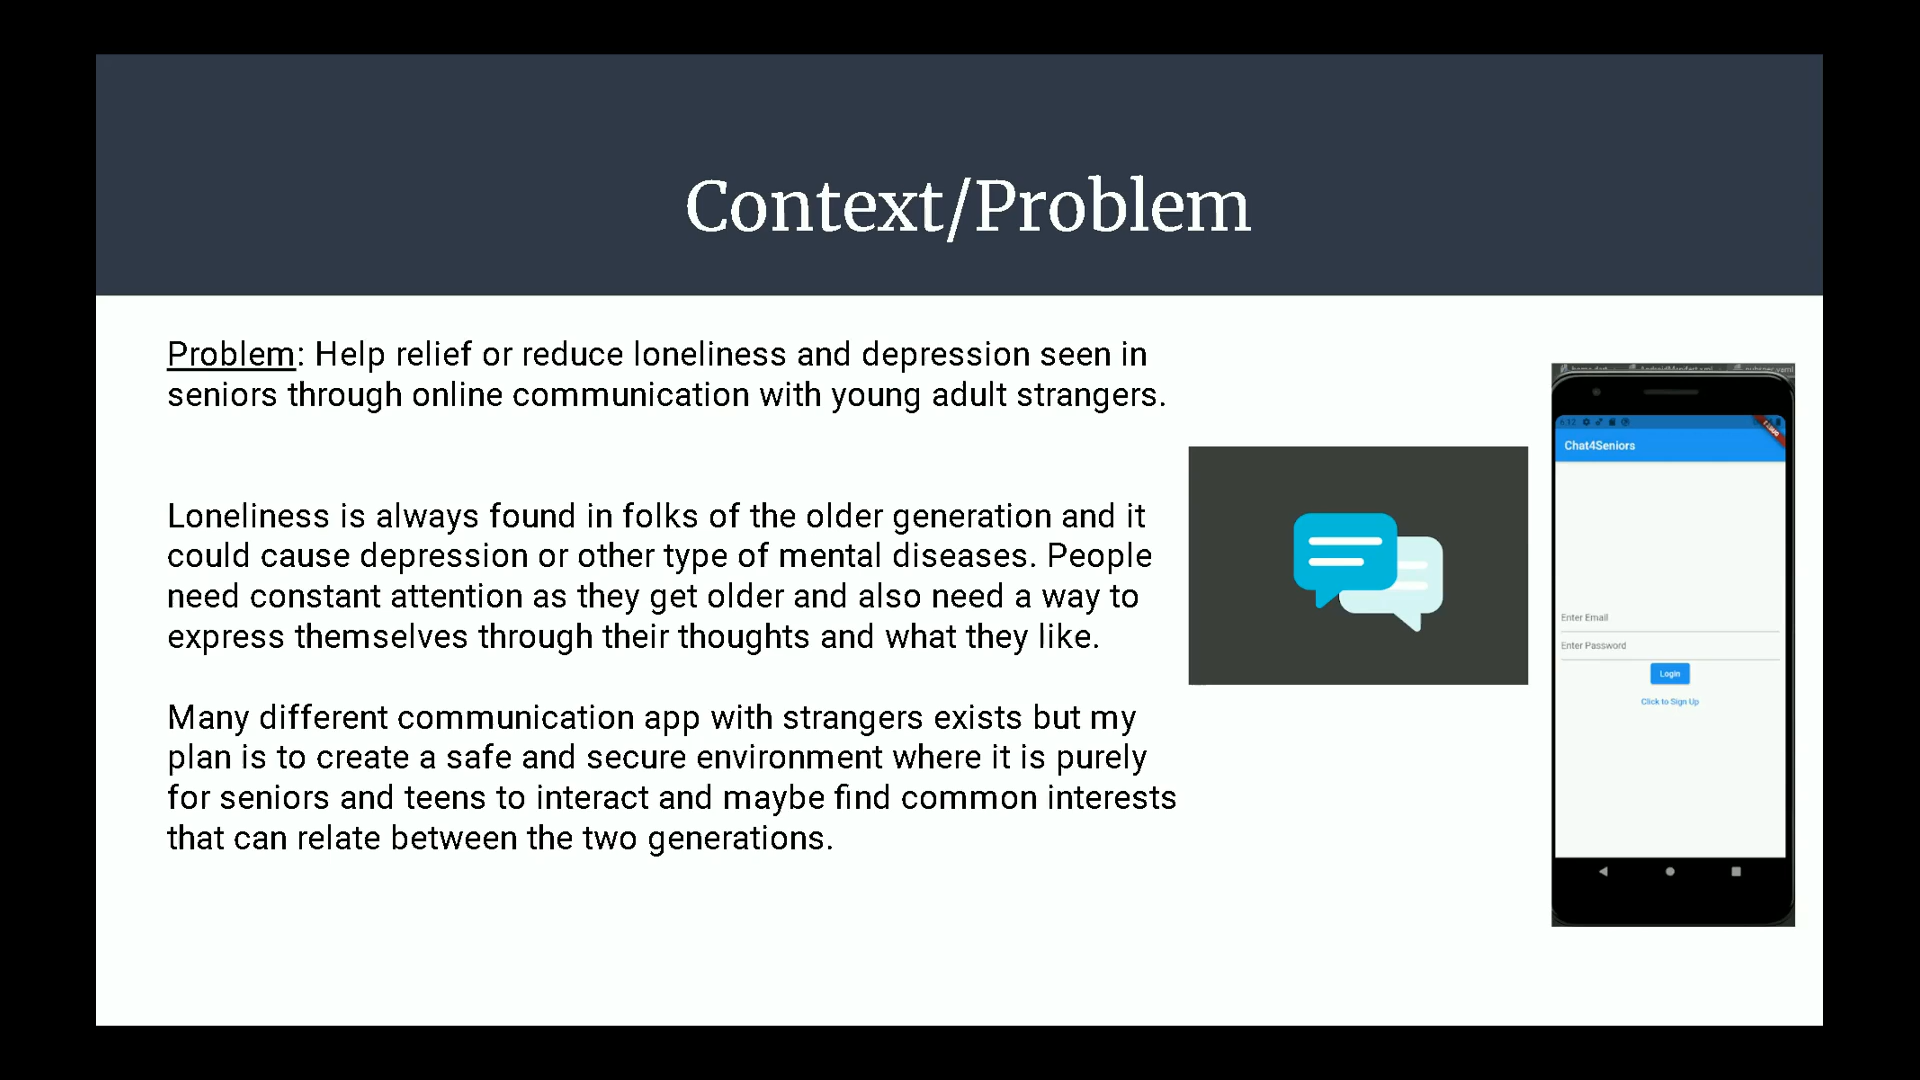 Context/Problem
Problem: Help relief or reduce loneliness and depression seen in
seniors through online communication with young adult strangers.
Loneliness is always found in folks of the older generation and it
could cause depression or other type of mental diseases. People
need constant attention as they get older and also need a way to
express themselves through their thoughts and what they like.
Many different communication app with strangers exists but my
plan is to create a safe and secure environment where it is purely
for seniors and teens to interact and maybe find common interests
that can relate between the two generations.
6:12
Chat4Seniors
Enter Email
Enter Password
Login
Click to Sign Up